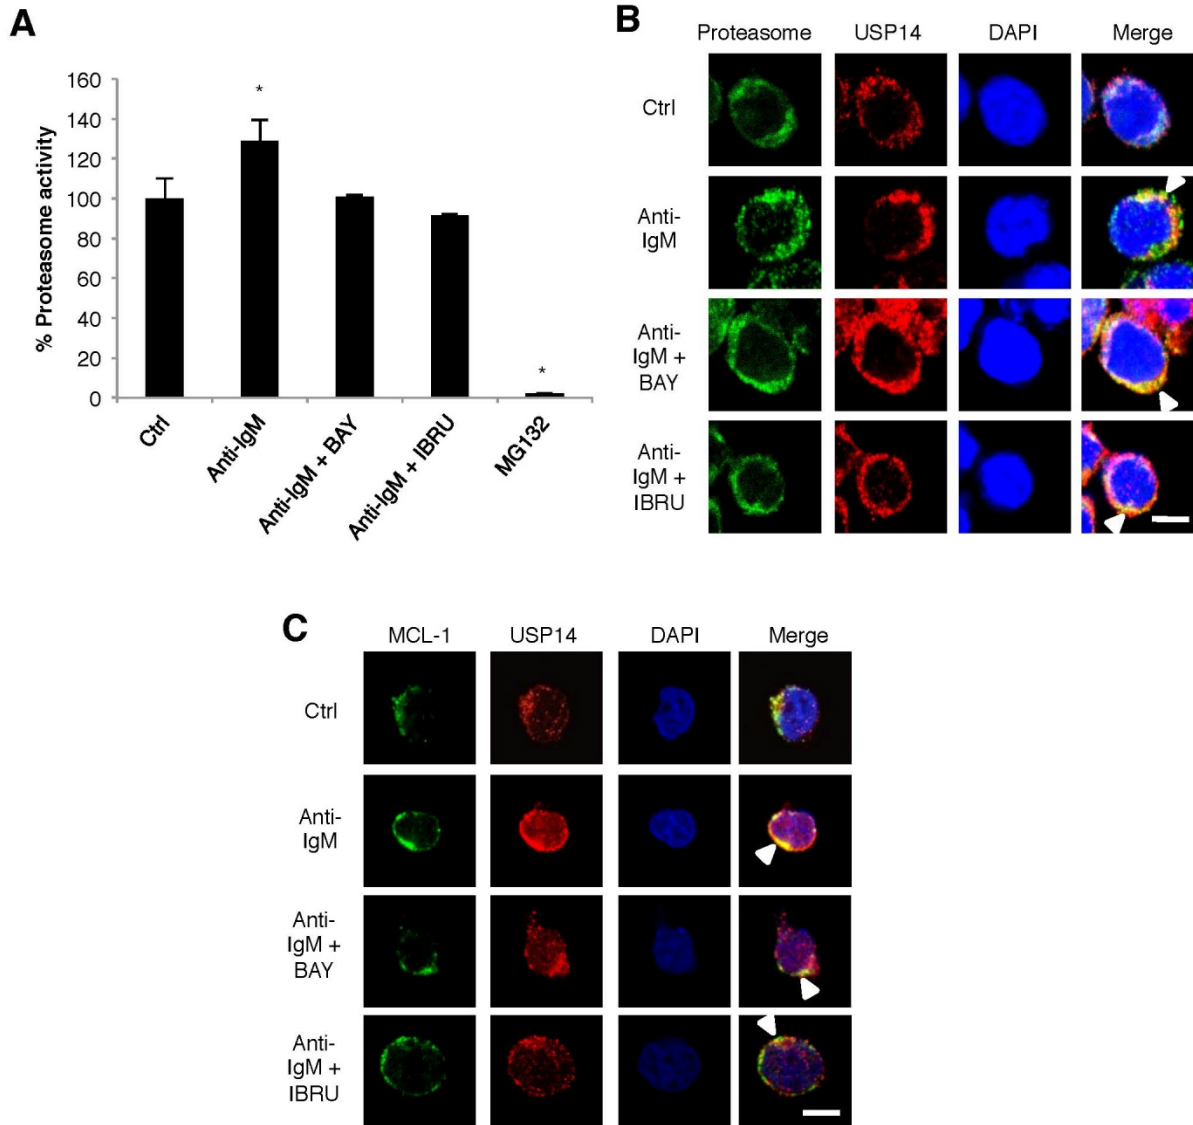 A
% Proteasome activity
160
140
120
100
80
60
40
20
0
*
*
Ctrl
Anti-IgM
Anti-IgM + BAY
Anti-IgM + IBRU
MG132
B
Proteasome USP14 DAPI Merge
Ctrl
Anti-
IgM
Anti-
IgM +
BAY
Anti-
IgM +
IBRU
C
MCL-1 USP14 DAPI Merge
Ctrl
Anti-
IgM
Anti-
IgM +
BAY
Anti-
IgM +
IBRU